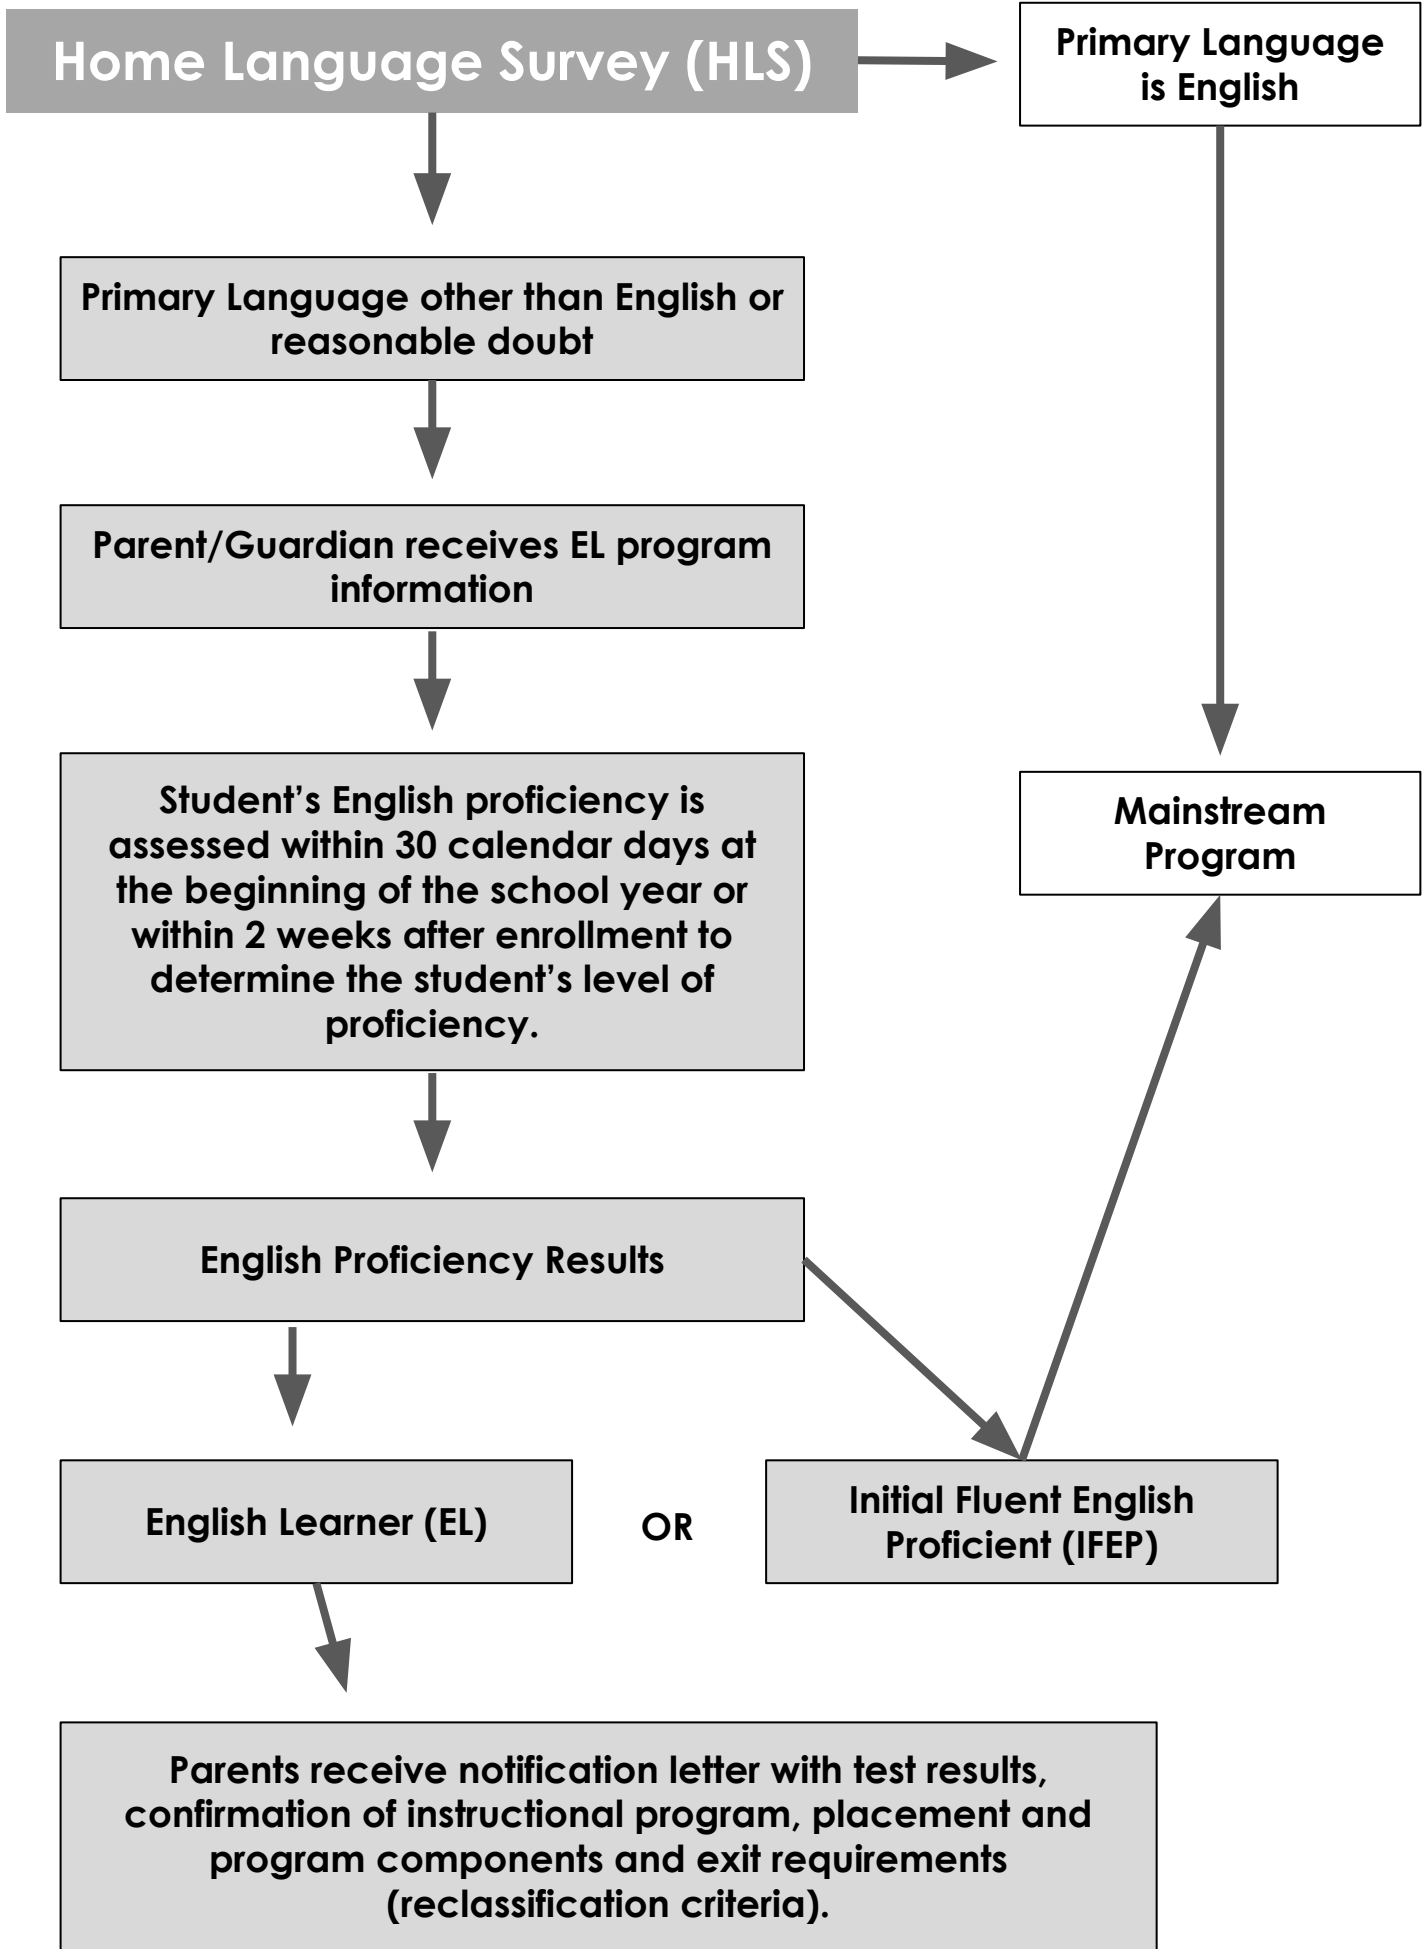 Home Language Survey (HLS)
Primary Language
is English
Primary Language other than English or
reasonable doubt
Parent/Guardian receives EL program
information
Student’s English proficiency is
assessed within 30 calendar days at
the beginning of the school year or
within 2 weeks after enrollment to
determine the student’s level of
proficiency.
Mainstream
Program
English Proficiency Results
English Learner (EL)
OR
Initial Fluent English
Proficient (IFEP)
Parents receive notification letter with test results,
confirmation of instructional program, placement and
program components and exit requirements
(reclassification criteria).